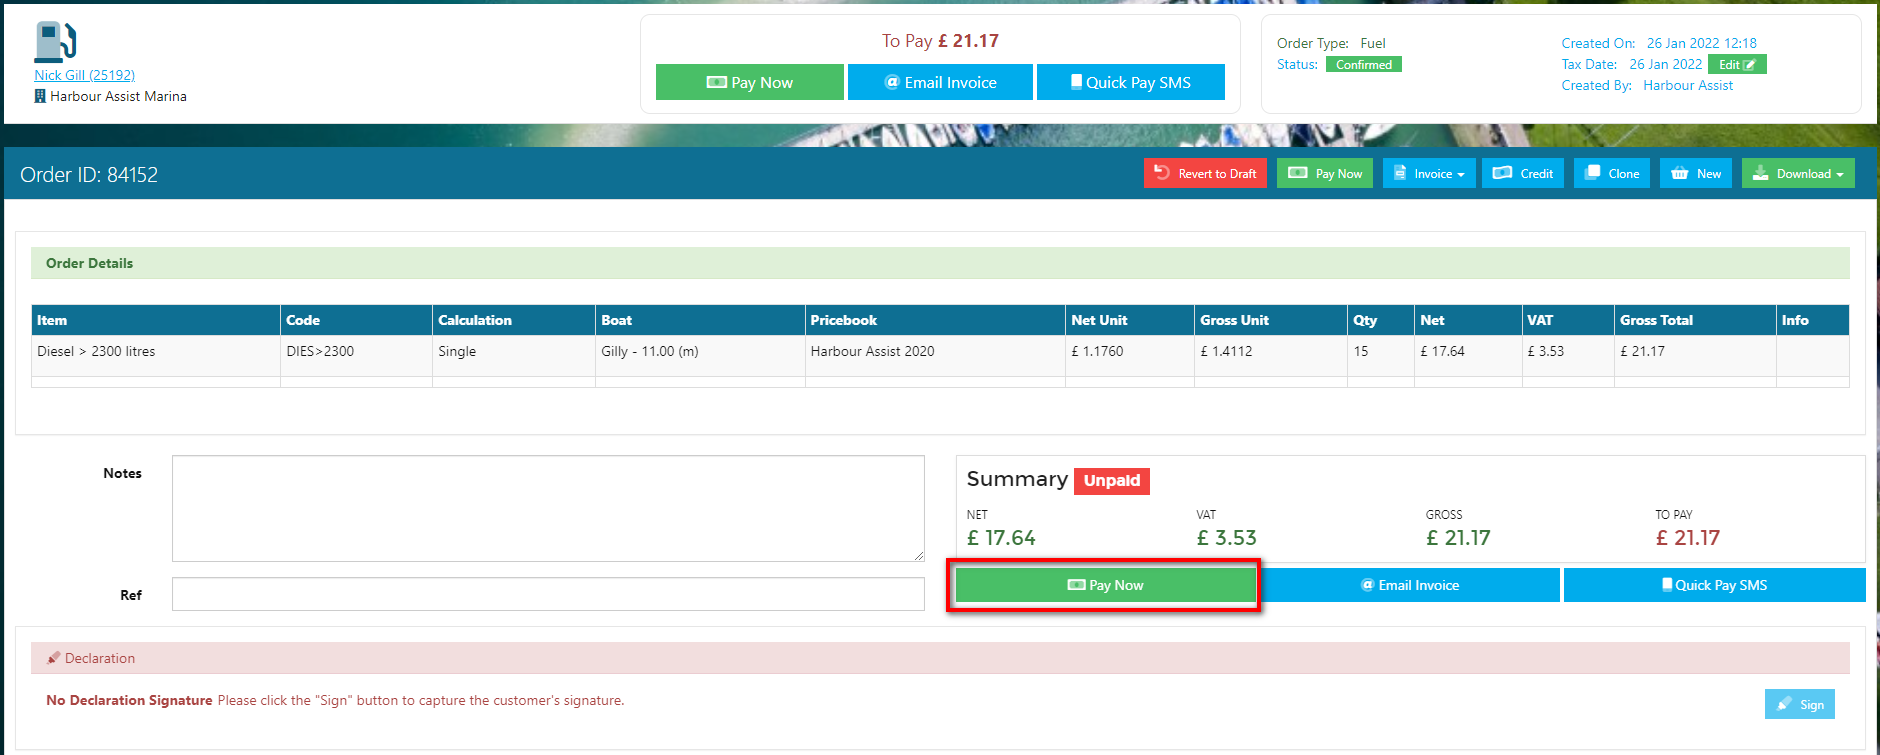 Nick Gill (25192)
Harbour Assist Marina
To Pay £ 21.17
Pay Now
@ Email Invoice
Quick Pay SMS
Order Type: Fuel
Status: Confirmed
Created On: 26 Jan 2022 12:18
Tax Date: 26 Jan 2022 Edit
Created By: Harbour Assist
Order ID: 84152
Revert to Draft
Pay Now
Invoice
Credit
Clone
New
Download
Order Details
Item Code Calculation Boat Pricebook Net Unit Gross Unit Qty Net VAT Gross Total Info
Diesel > 2300 litres DIES>2300 Single Gilly - 11.00 (m) Harbour Assist 2020 £ 1.1760 £ 1.4112 15 £ 17.64 £ 3.53 £ 21.17
Notes
Ref
Summary Unpaid
NET VAT GROSS TO PAY
£ 17.64 £ 3.53 £ 21.17 £ 21.17
Pay Now
@ Email Invoice
Quick Pay SMS
Declaration
No Declaration Signature Please click the "Sign" button to capture the customer's signature.
Sign